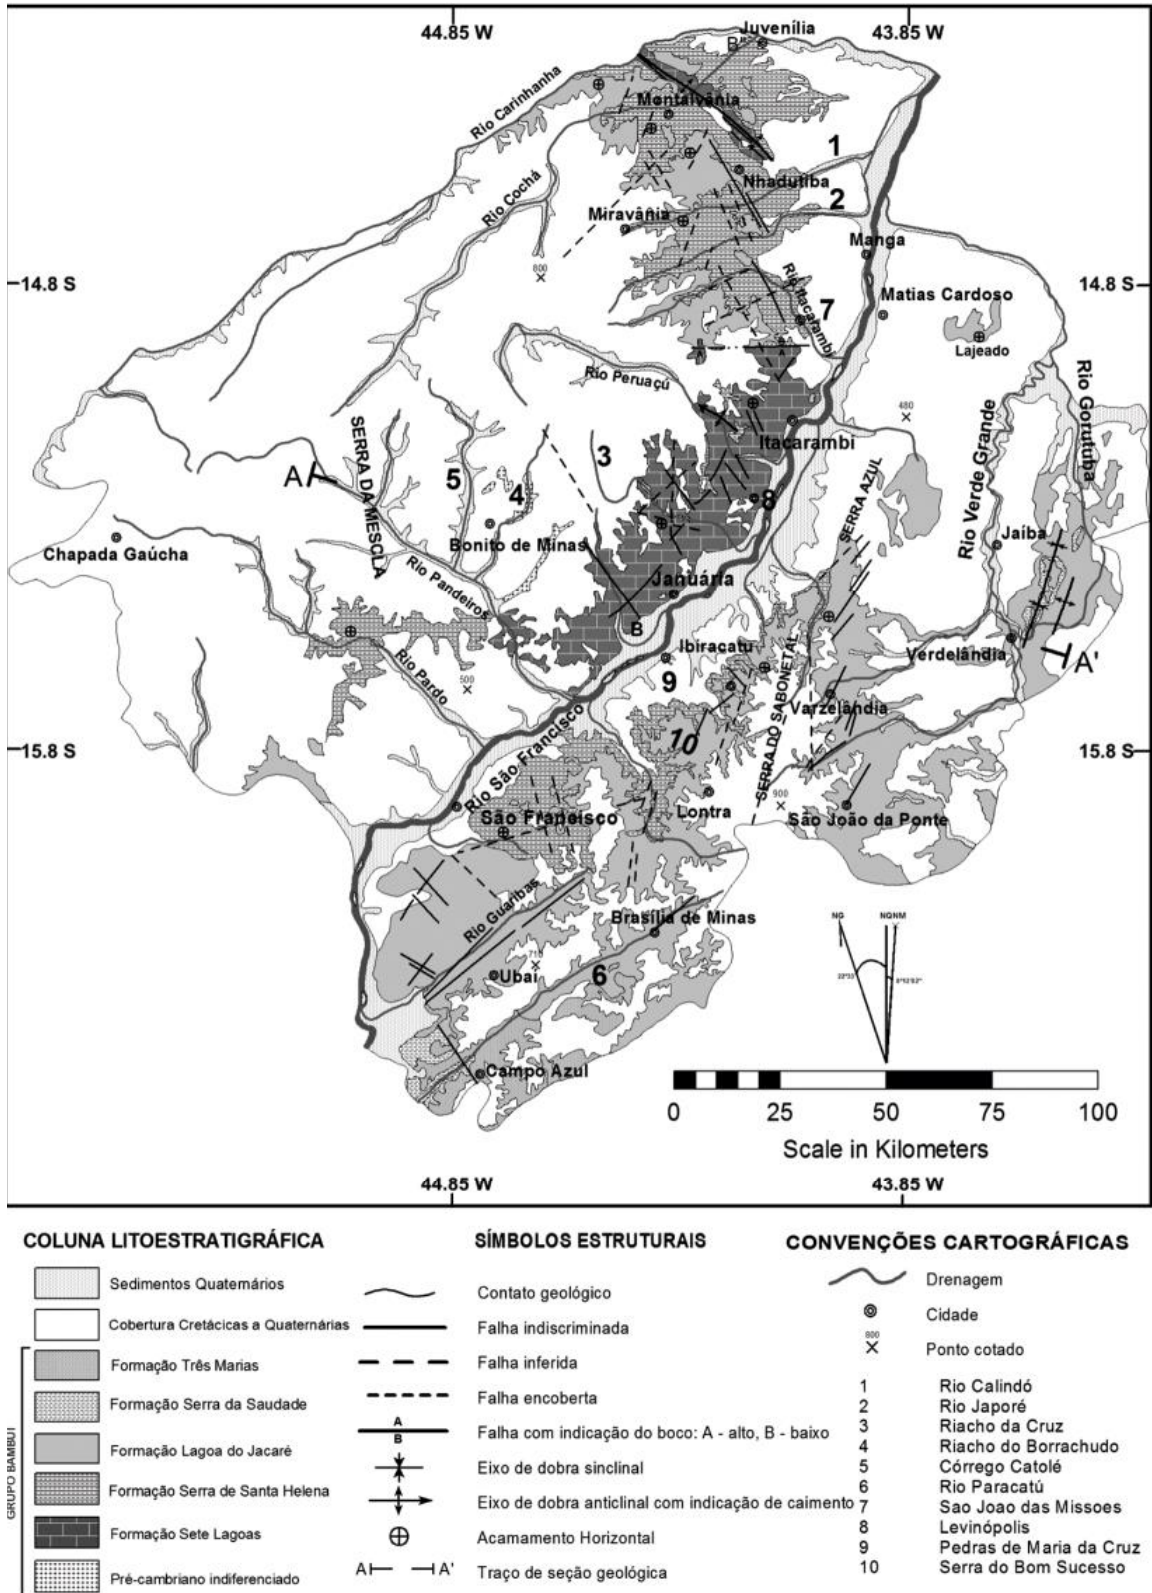 44.85 W
43.85 W
Juvenília
B"
Montalvânia
Rio Carinhanha
1
Nhadutiba
Rio Cochá
2
Miravânia
Manga
800
14.8 S
14.8 S
Rio Itacarambi
Matias Cardoso
7
Lajeado
Rio Peruaçú
Rio Gorutuba
Rio Verde Grande
480
Itacarambi
SERRA DA MESCLA
A
5
4
3
8
SERRA AZUL
Chapada Gaúcha
Bonito de Minas
Jaíba
Rio Pandeiros
Januária
B
Ibiracatu
Verdelândia
A'
Rio Pardo
500
9
SERRA DO SABONETAL
Varzelândia
10
15.8 S
15.8 S
Rio São Francisco
900
Lontra
São João da Ponte
São Francisco
Rio Guaribas
Brasília de Minas
NG
NQ
NM
710
Ubaí
6
Campo Azul
0
25
50
75
100
Scale in Kilometers
44.85 W
43.85 W
COLUNA LITOESTRATIGRÁFICA
Sedimentos Quaternários
Cobertura Cretácicas a Quaternárias
GRUPO BAMBUÍ
Formação Três Marias
Formação Serra da Saudade
Formação Lagoa do Jacaré
Formação Serra de Santa Helena
Formação Sete Lagoas
Pré-cambriano indiferenciado
SÍMBOLOS ESTRUTURAIS
Contato geológico
Falha indiscriminada
Falha inferida
Falha encoberta
A
B
Falha com indicação do boco: A - alto, B - baixo
Eixo de dobra sinclinal
Eixo de dobra anticlinal com indicação de caimento
Acamamento Horizontal
A A' Traço de seção geológica
CONVENÇÕES CARTOGRÁFICAS
Drenagem
Cidade
800
Ponto cotado
1 Rio Calindó
2 Rio Japoré
3 Riacho da Cruz
4 Riacho do Borrachudo
5 Córrego Catolé
6 Rio Paracatú
7 Sao Joao das Missoes
8 Levinópolis
9 Pedras de Maria da Cruz
10 Serra do Bom Sucesso